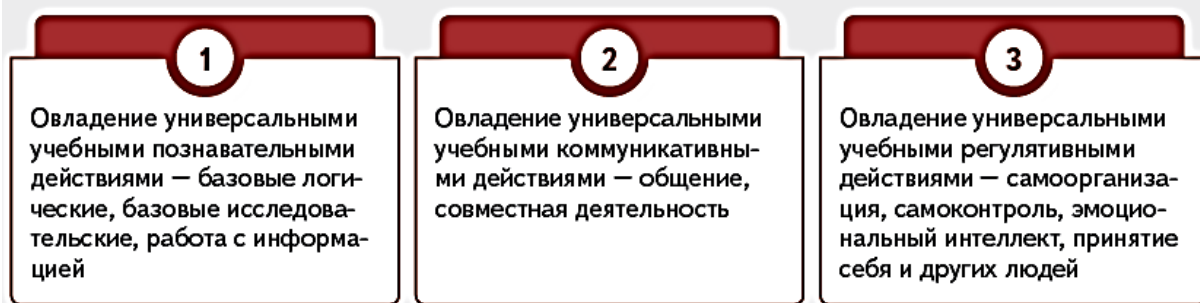 1
Овладение универсальными
учебными познавательными
действиями — базовые логи-
ческие, базовые исследова-
тельские, работа с информа-
цией
2
Овладение универсальными
учебными коммуникативны-
ми действиями — общение,
совместная деятельность
3
Овладение универсальными
учебными регулятивными
действиями — самоорганиза-
ция, самоконтроль, эмоцио-
нальный интеллект, принятие
себя и других людей